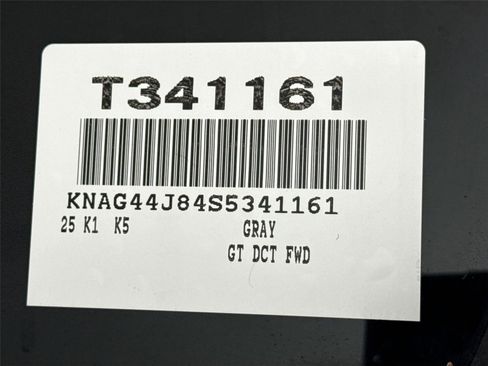 T341161
KNAG44J84S5341161
25 K1 K5 GRAY
GT DCT FWD